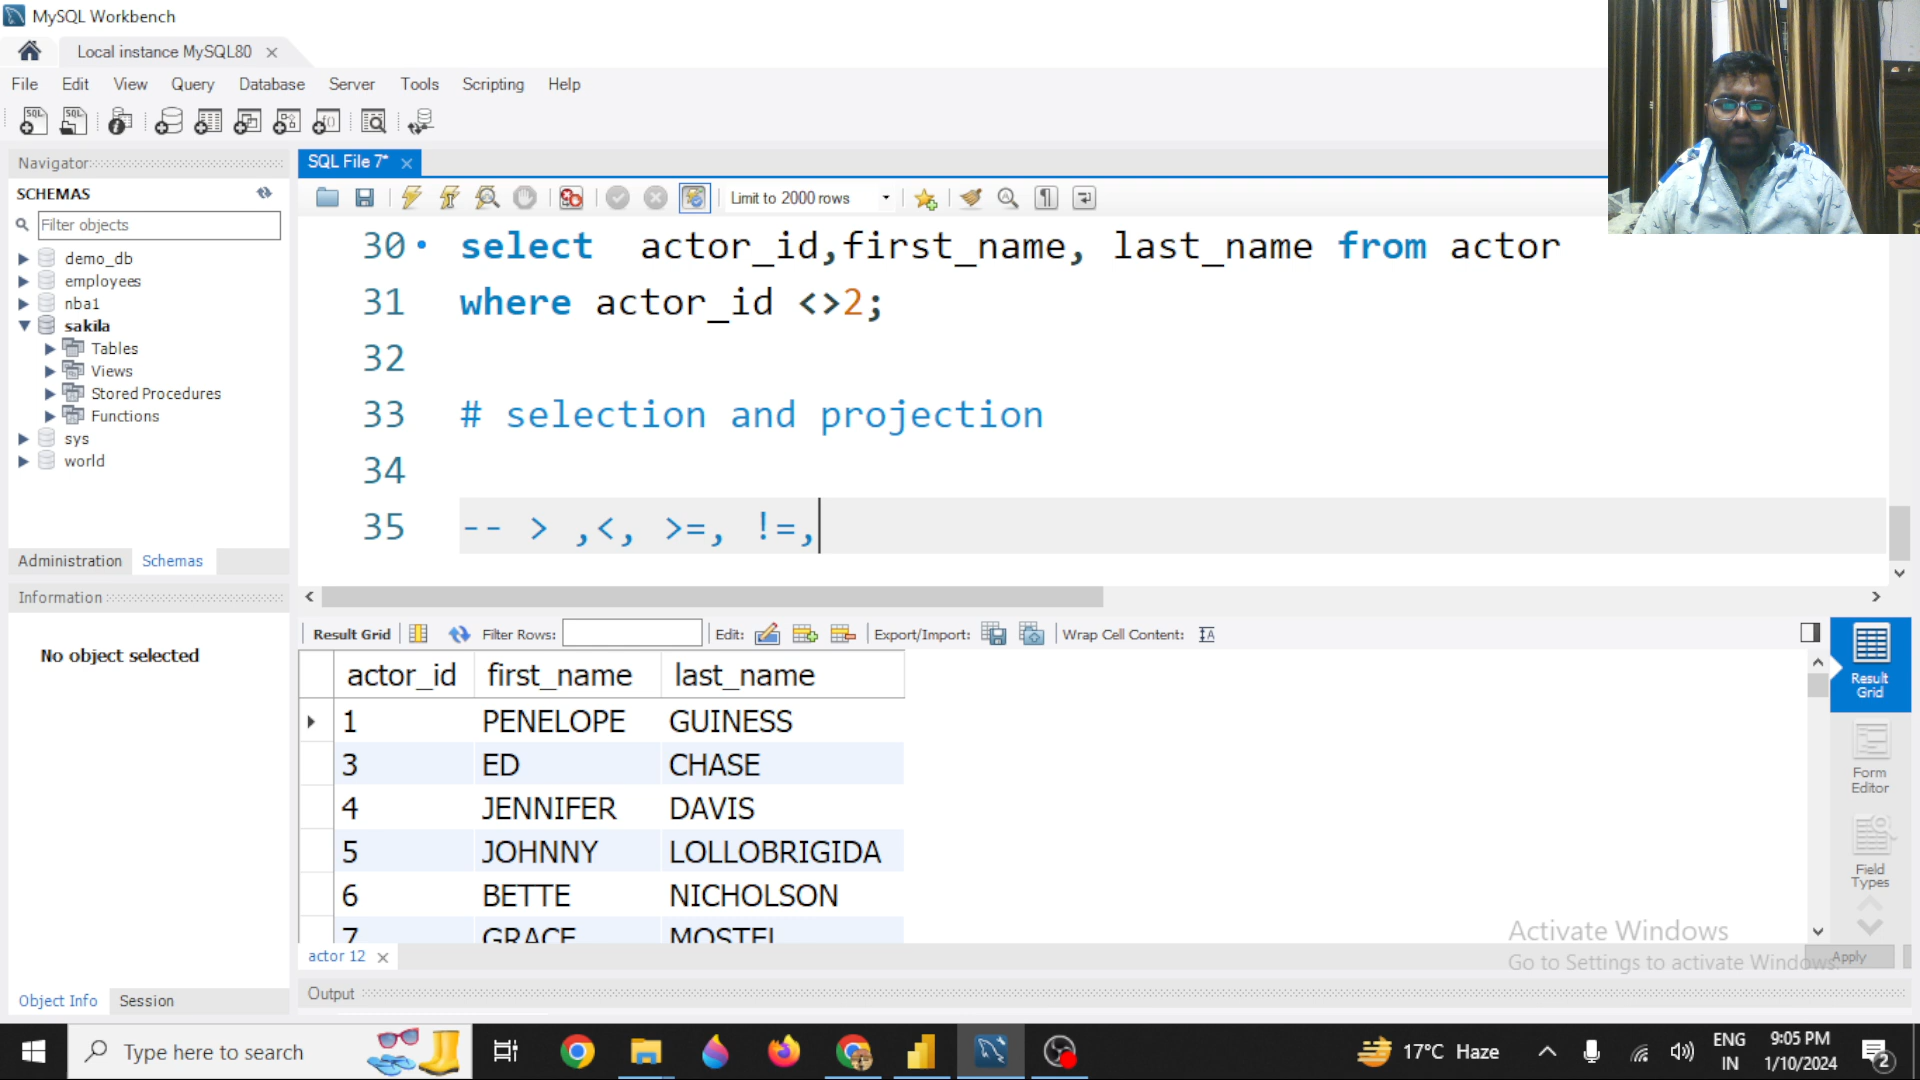 MySQL Workbench
Local instance MySQL80
File Edit View Query Database Server Tools Scripting Help
Navigator
SCHEMAS
Filter objects
demo_db
employees
nba1
sakila
Tables
Views
Stored Procedures
Functions
sys
world
Administration Schemas
Information
No object selected
Object Info Session
SQL File 7*
Limit to 2000 rows
30 select actor_id,first_name, last_name from actor
31 where actor_id <>2;
32
33 # selection and projection
34
35 -- > ,<, >=, !=,
Result Grid Filter Rows: Edit: Export/Import: Wrap Cell Content:
actor_id first_name last_name
1 PENELOPE GUINESS
3 ED CHASE
4 JENNIFER DAVIS
5 JOHNNY LOLLOBRIGIDA
6 BETTE NICHOLSON
7 GRACE MOSTEL
Result
Grid
Form
Editor
Field
Types
Activate Windows
Go to Settings to activate Windows.
Apply
actor 12
Output
Type here to search
17°C Haze
ENG
IN
9:05 PM
1/10/2024
2